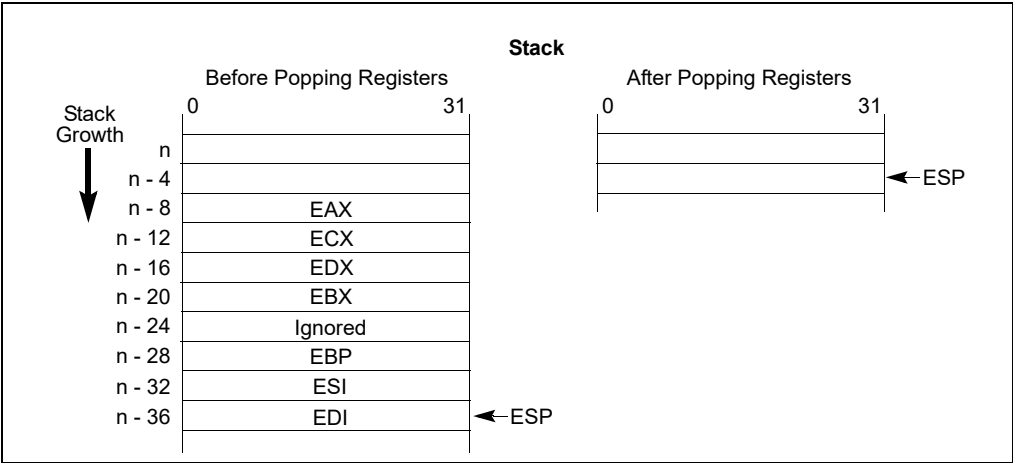 Stack
Before Popping Registers After Popping Registers
0 31 0 31
Stack
Growth
n
n - 4 ESP
n - 8 EAX
n - 12 ECX
n - 16 EDX
n - 20 EBX
n - 24 Ignored
n - 28 EBP
n - 32 ESI
n - 36 EDI ESP